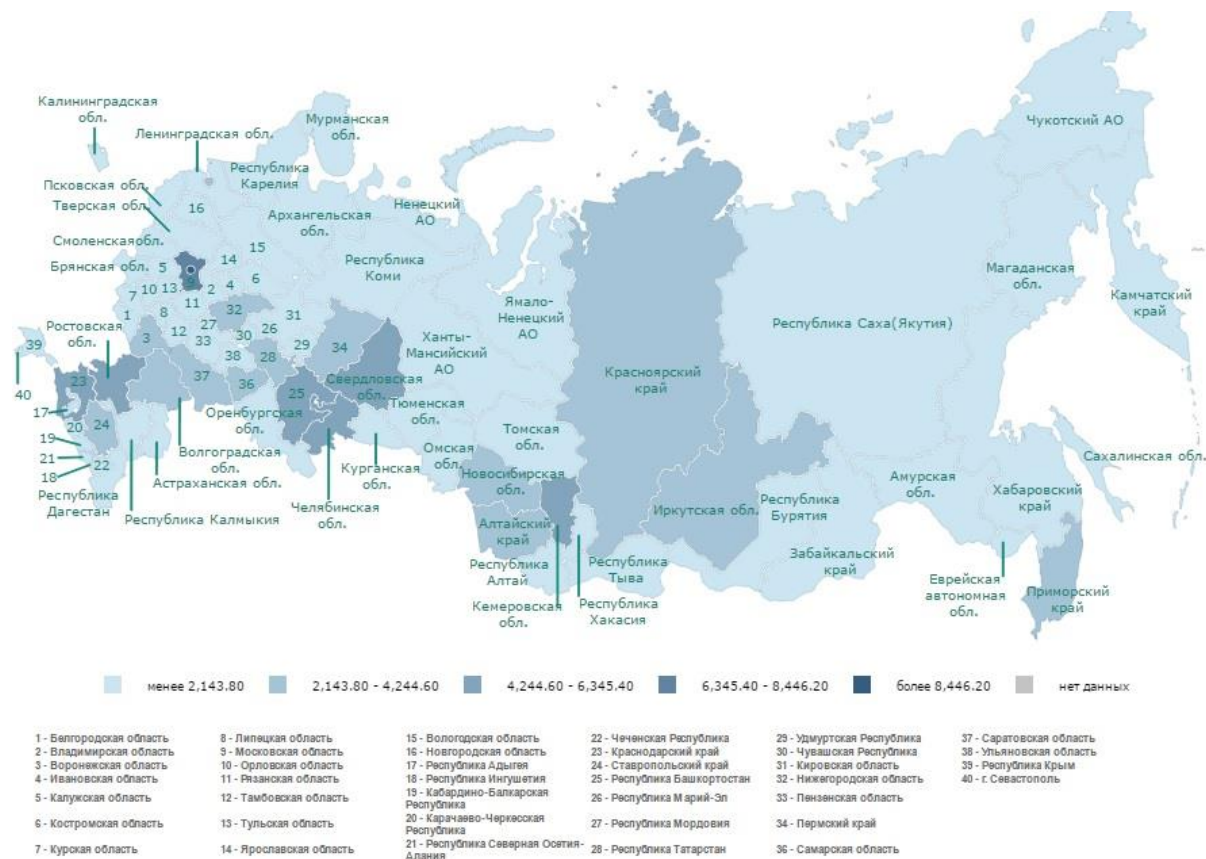 Калининградская
обл.
Ленинградская обл.
Мурманская
обл.
Чукотский АО
Республика
Карелия
Псковская обл.
Тверская обл.
16
Ненецкий
АО
Архангельская
обл.
Смоленскаяобл.
15
14
Брянская обл.
5
Республика
Коми
Магаданская
обл.
Камчатский
край
9
6
4
2
7
10
13
11
Ямало-
Ненецкий
АО
Республика Саха(Якутия)
1
8
32
31
Ростовская
обл.
3
12
27
26
33
30
Ханты-
Мансийский
АО
39
29
34
38
28
Красноярский
край
40
23
37
36
25
Свердловская
обл.
17
24
Оренбургская
обл.
Тюменская
обл.
20
19
21
18
22
Волгоградская
обл.
Томская
обл.
Омская
обл.
Курганская
обл.
Сахалинская обл.
Астраханская обл.
Новосибирская
обл.
Амурская
обл.
Хабаровский
край
Республика
Дагестан
Республика Калмыкия
Челябинская
обл.
Иркутская обл.
Республика
Бурятия
Алтайский
край
Забайкальский
край
Республика
Алтай
Республика
Тыва
Еврейская
автономная
обл.
Приморский
край
Кемеровская
обл.
Республика
Хакасия
менее 2,143.80 2,143.80 - 4,244.60 4,244.60 - 6,345.40 6,345.40 - 8,446.20 более 8,446.20 нет данных
1 - Белгородская область
2 - Владимирская область
3 - Воронежская область
4 - Ивановская область
5 - Калужская область
6 - Костромская область
7 - Курская область
8 - Липецкая область
9 - Московская область
10 - Орловская область
11 - Рязанская область
12 - Тамбовская область
13 - Тульская область
14 - Ярославская область
15 - Вологодская область
16 - Новгородская область
17 - Республика Адыгея
18 - Республика Ингушетия
19 - Кабардино-Балкарская
Республика
20 - Карачаево-Черкесская
Республика
21 - Республика Северная Осетия-
Алания
22 - Чеченская Республика
23 - Краснодарский край
24 - Ставропольский край
25 - Республика Башкортостан
26 - Республика Марий-Эл
27 - Республика Мордовия
28 - Республика Татарстан
29 - Удмуртская Республика
30 - Чувашская Республика
31 - Кировская область
32 - Нижегородская область
33 - Пензенская область
34 - Пермский край
36 - Самарская область
37 - Саратовская область
38 - Ульяновская область
39 - Республика Крым
40 - г. Севастополь